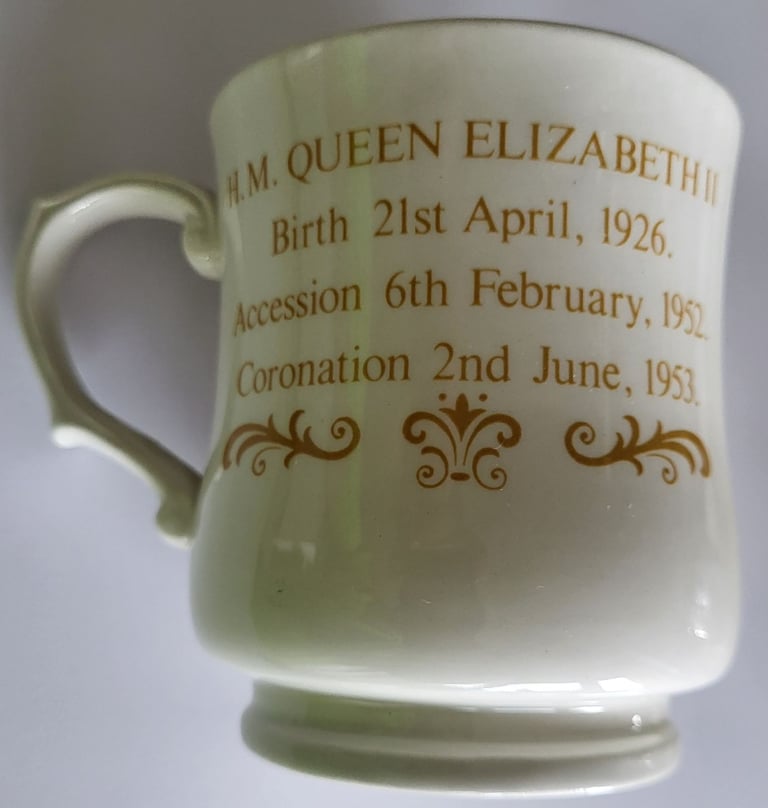 H.M. QUEEN ELIZABETH II
Birth 21st April, 1926.
Accession 6th February, 1952.
Coronation 2nd June, 1953.